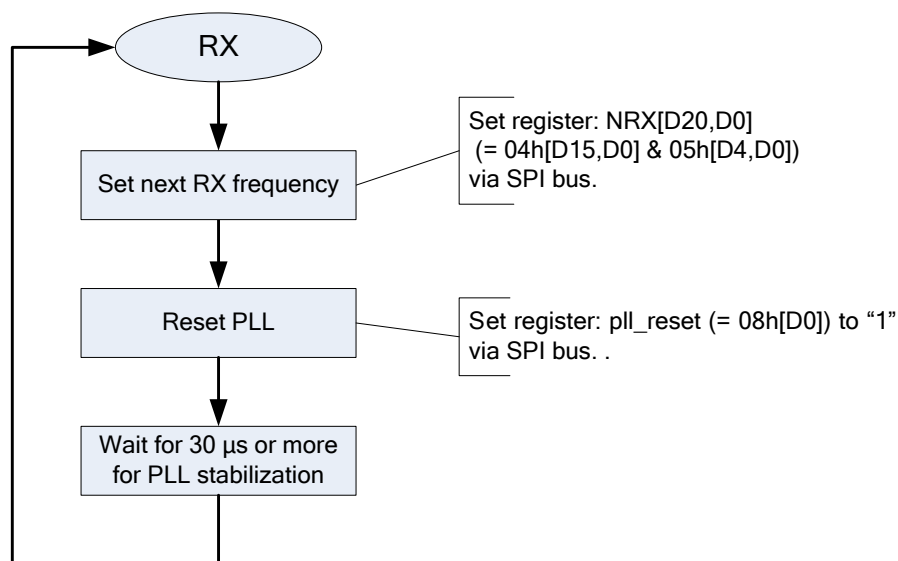 RX
Set next RX frequency
Set register: NRX[D20,D0]
(= 04h[D15,D0] & 05h[D4,D0])
via SPI bus.
Reset PLL
Set register: pll_reset (= 08h[D0]) to “1”
via SPI bus. .
Wait for 30 µs or more
for PLL stabilization